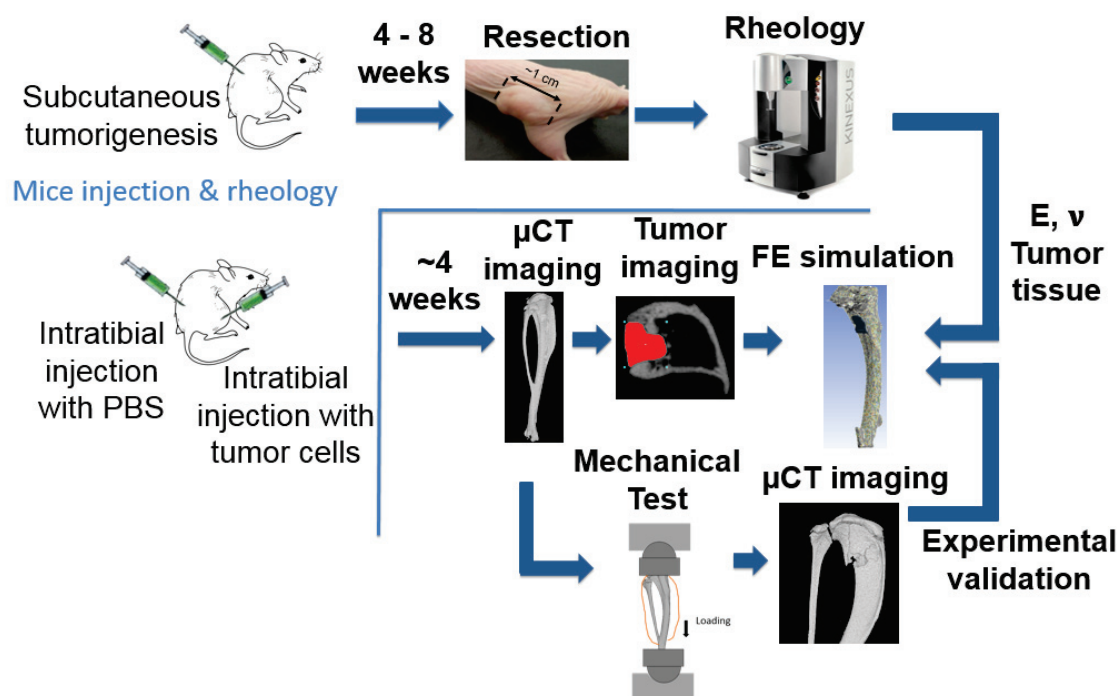 4 - 8
weeks
Resection
Rheology
~1 cm
KINEXUS
Subcutaneous
tumorigenesis
Mice injection & rheology
E, ν
Tumor
tissue
~4
weeks
µCT
imaging
Tumor
imaging
FE simulation
Intratibial
injection
with PBS
Intratibial
injection with
tumor cells
Mechanical
Test
Loading
µCT imaging
Experimental
validation